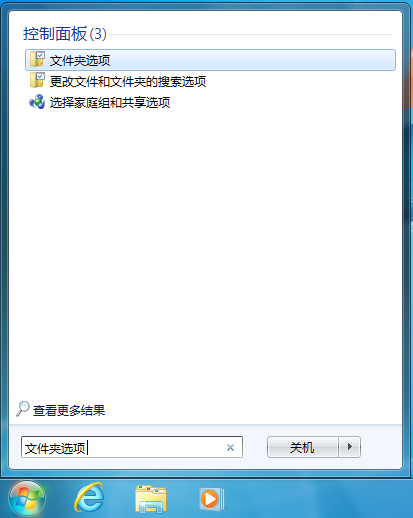 控制面板(3)
文件夹选项
更改文件和文件夹的搜索选项
选择家庭组和共享选项
查看更多结果
文件夹选项
关机